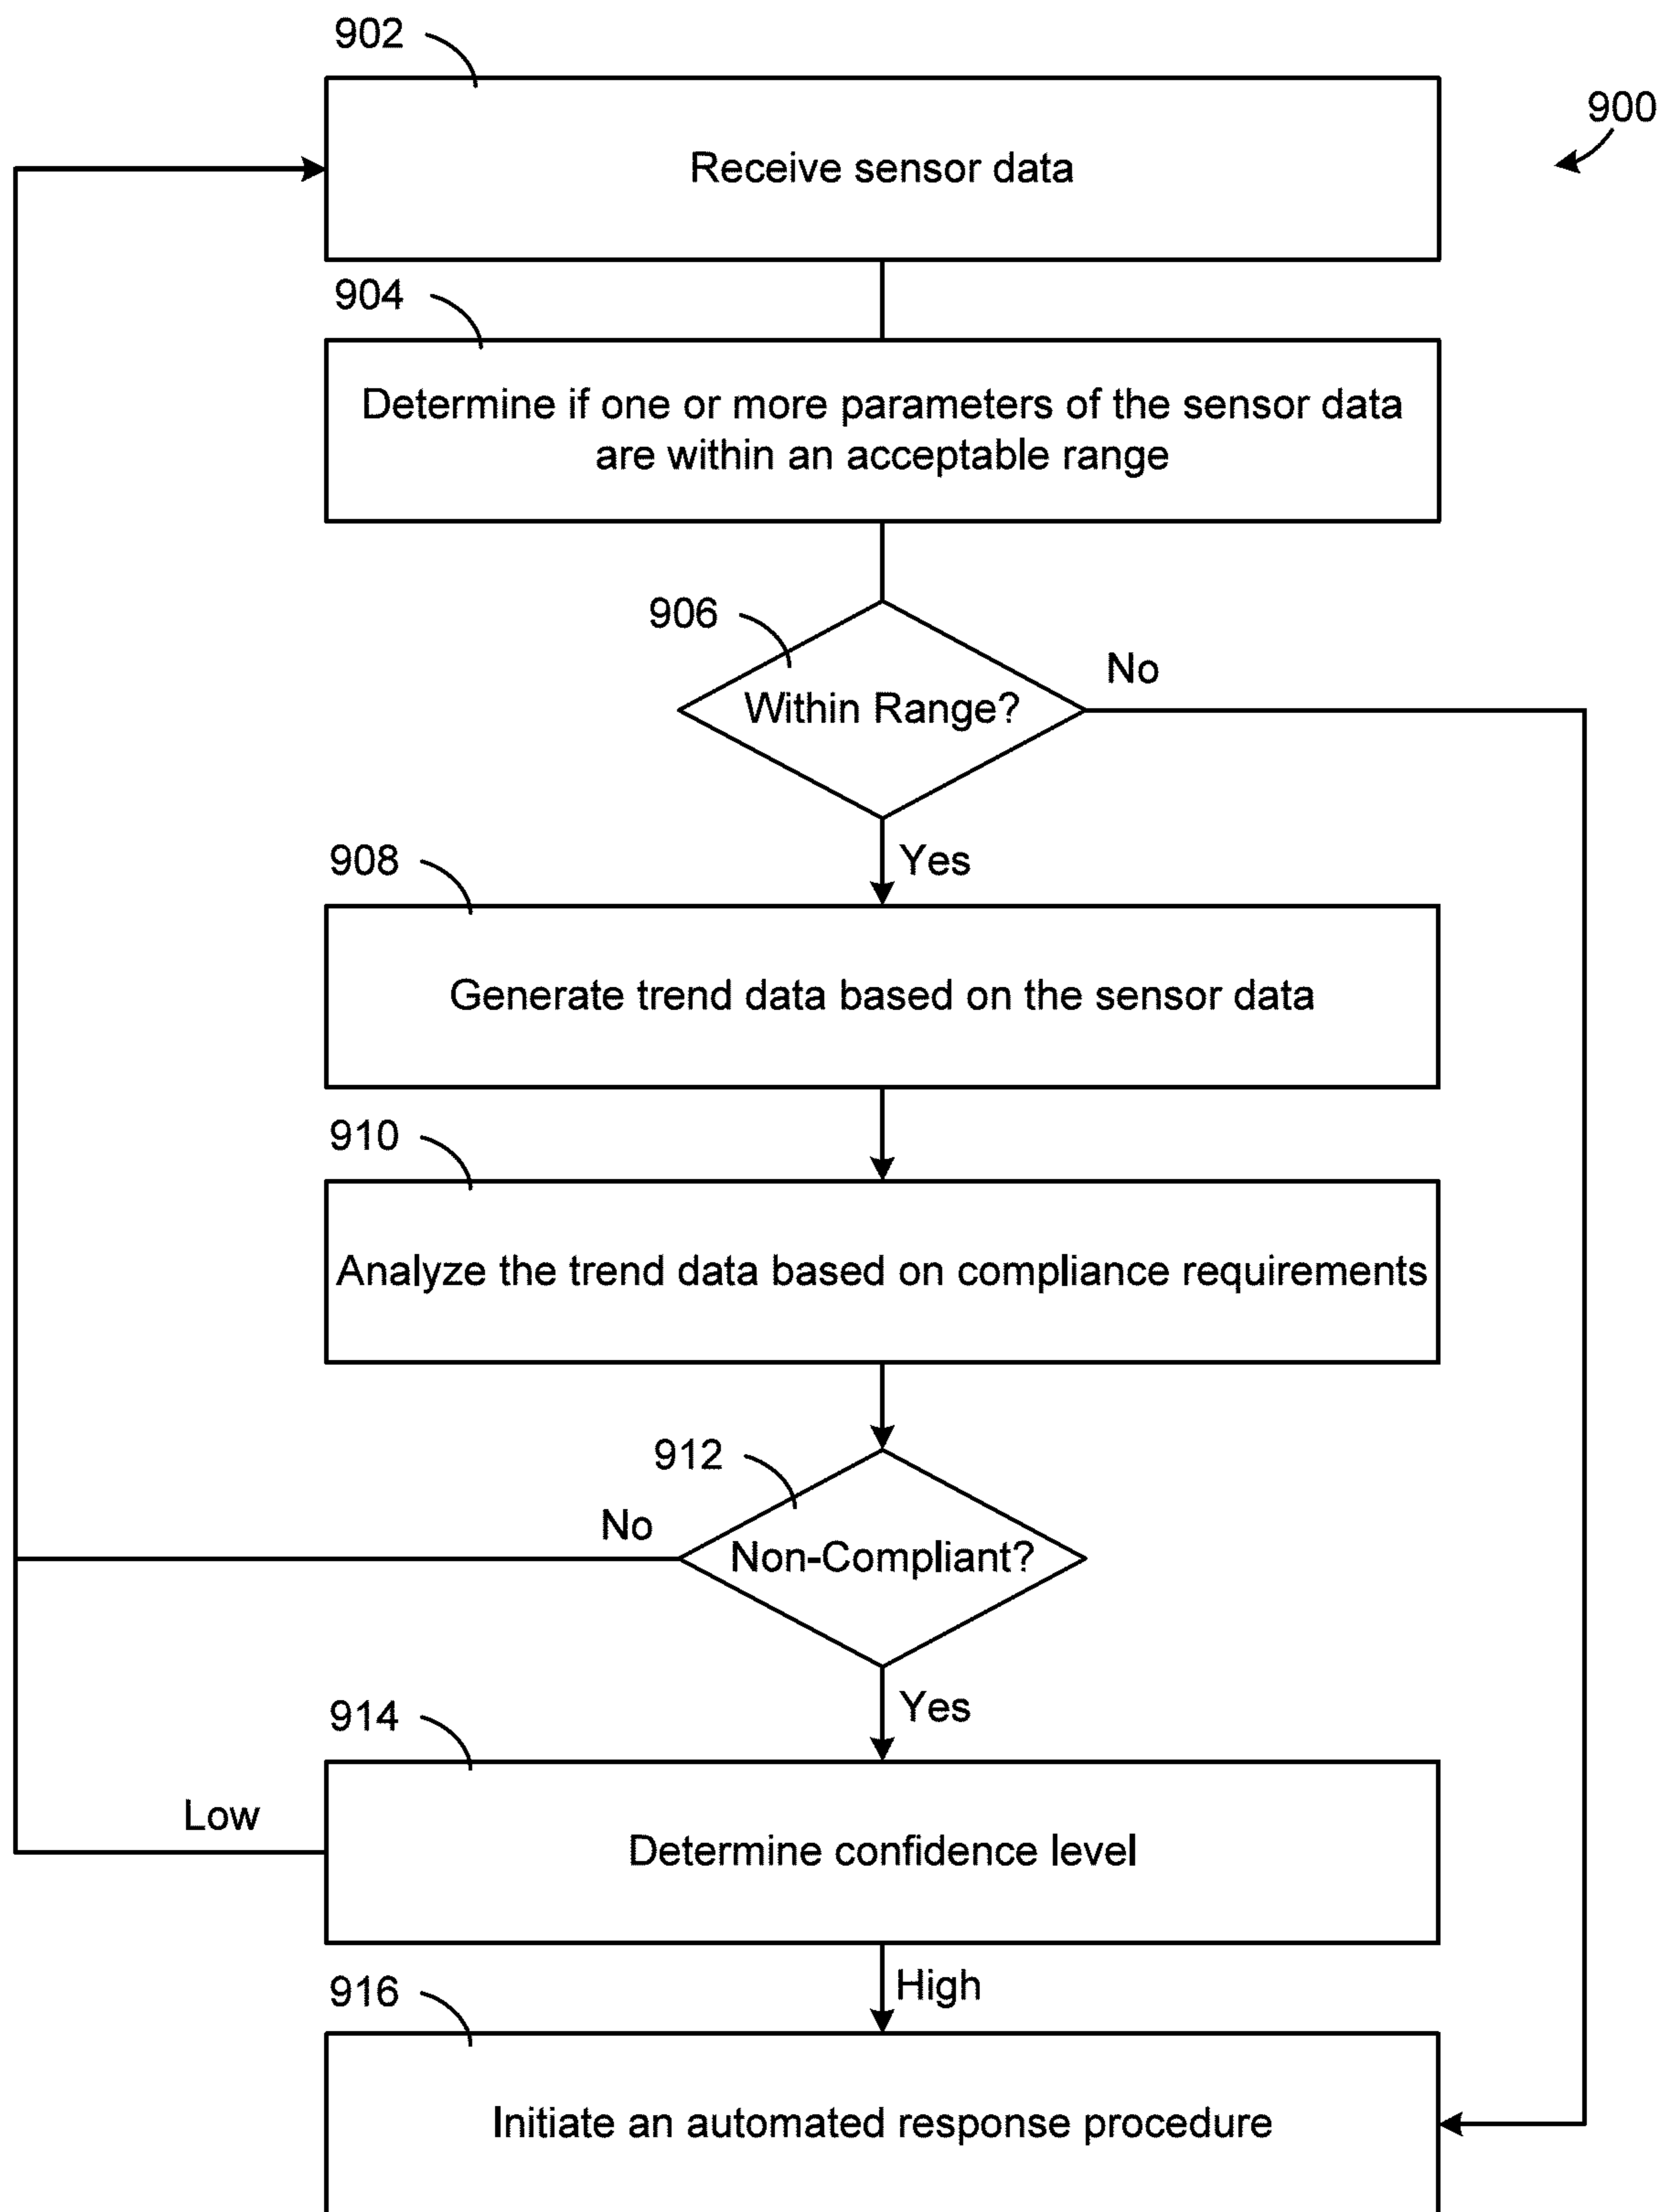 902
900
Receive sensor data
904
Determine if one or more parameters of the sensor data
are within an acceptable range
906
No
Within Range?
Yes
908
Generate trend data based on the sensor data
910
Analyze the trend data based on compliance requirements
912
No
Non-Compliant?
Yes
914
Low
Determine confidence level
High
916
Initiate an automated response procedure